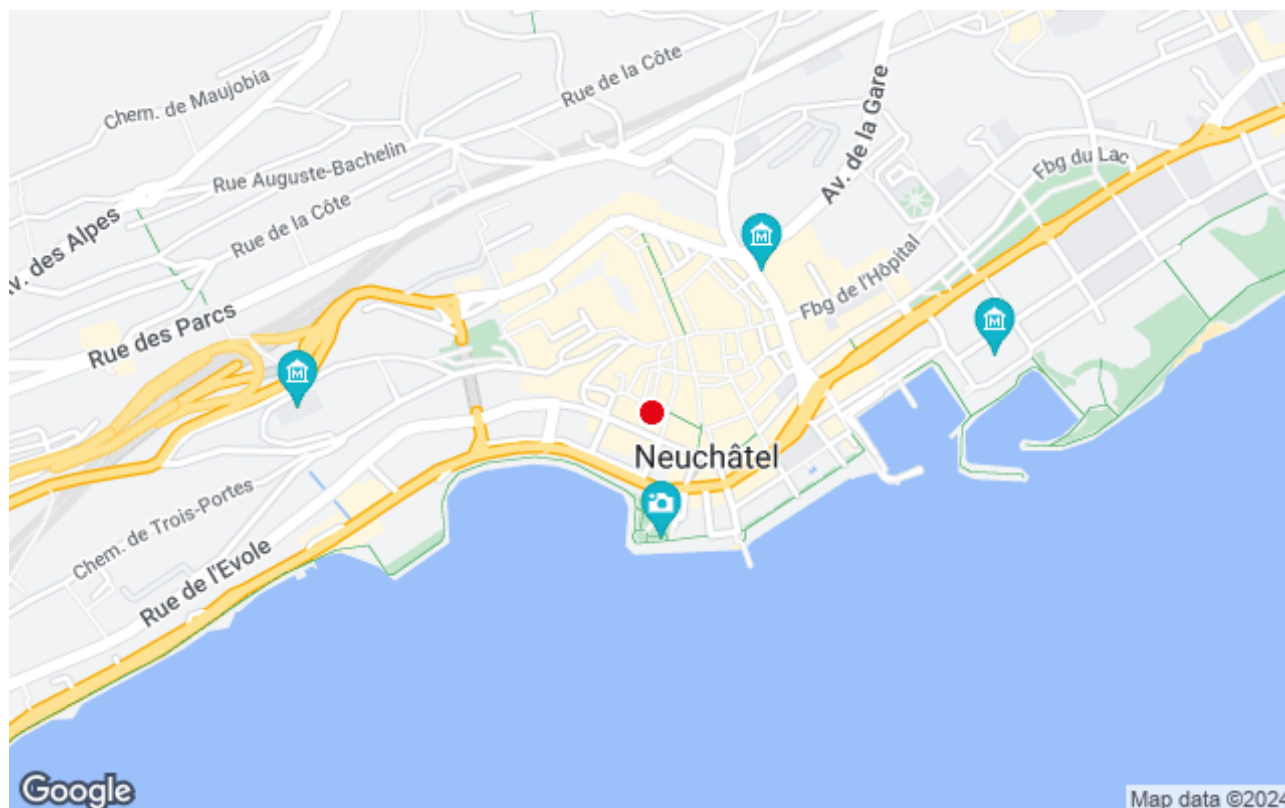 Chem. de Maujobia
Rue de la Côte
Av. de la Gare
Rue Auguste-Bachelin
Fbg du Lac
v. des Alpes
Rue de la Côte
Fbg de l'Hôpital
M
M
Rue des Parcs
M
Neuchâtel
Chem. de Trois-Portes
Rue de l'Evole
Google
Map data ©2024